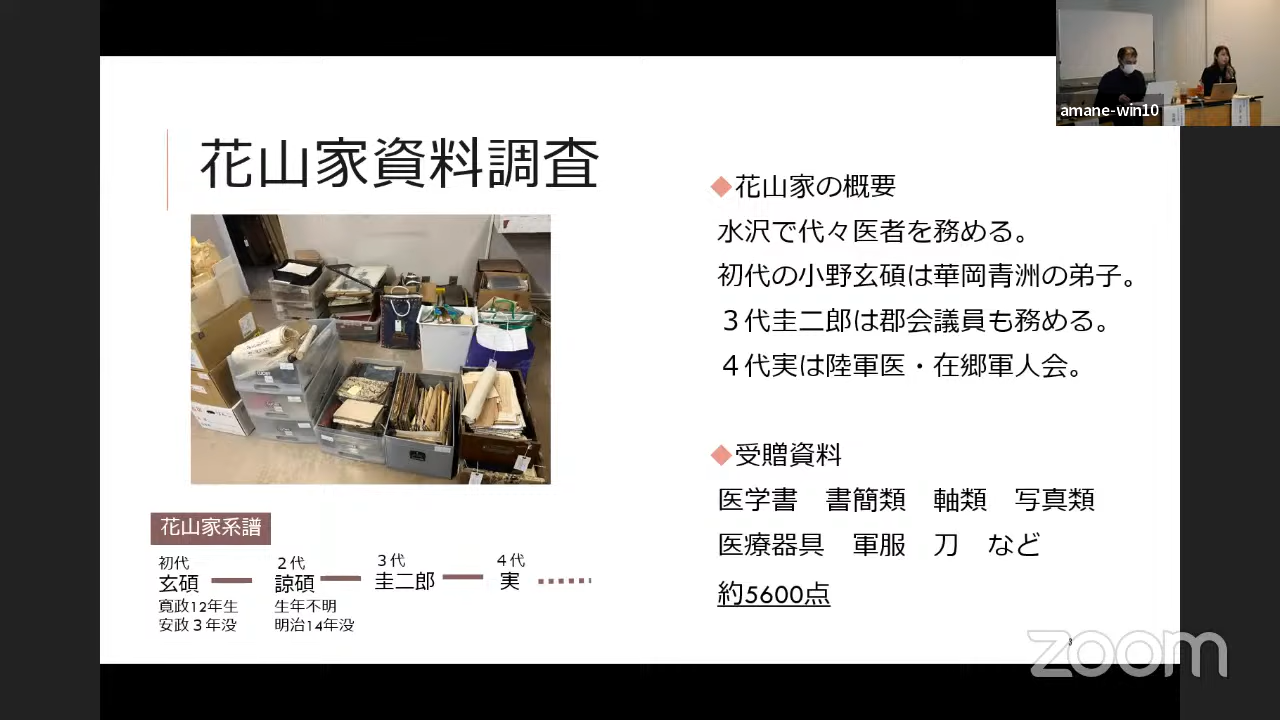 amane-win10
花山家資料調査
◆花山家の概要
水沢で代々医者を務める。
初代の小野玄碩は華岡青洲の弟子。
３代圭二郎は郡会議員も務める。
４代実は陸軍医・在郷軍人会。
◆受贈資料
医学書　書簡類　軸類　写真類
医療器具　軍服　刀　など
約5600点
花山家系譜
初代
玄碩
寛政12年生
安政３年没
２代
諒碩
生年不明
明治14年没
３代
圭二郎
４代
実
3
zoom